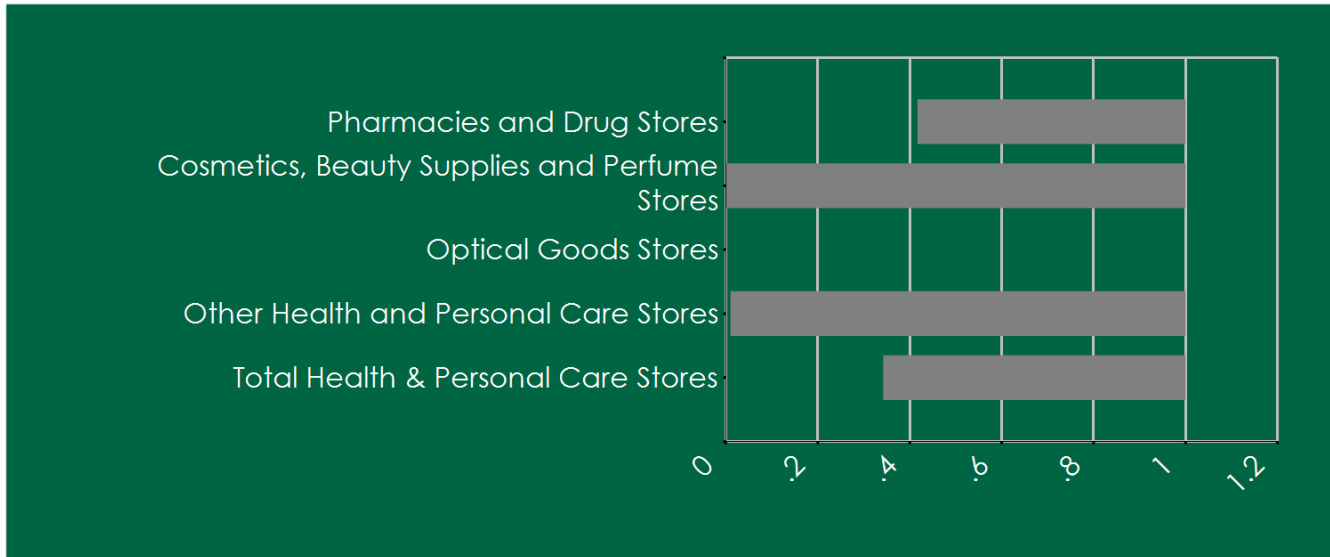 Pharmacies and Drug Stores
Cosmetics, Beauty Supplies and Perfume
Stores
Optical Goods Stores
Other Health and Personal Care Stores
Total Health & Personal Care Stores
0
.2
.4
.6
.8
1
1.2